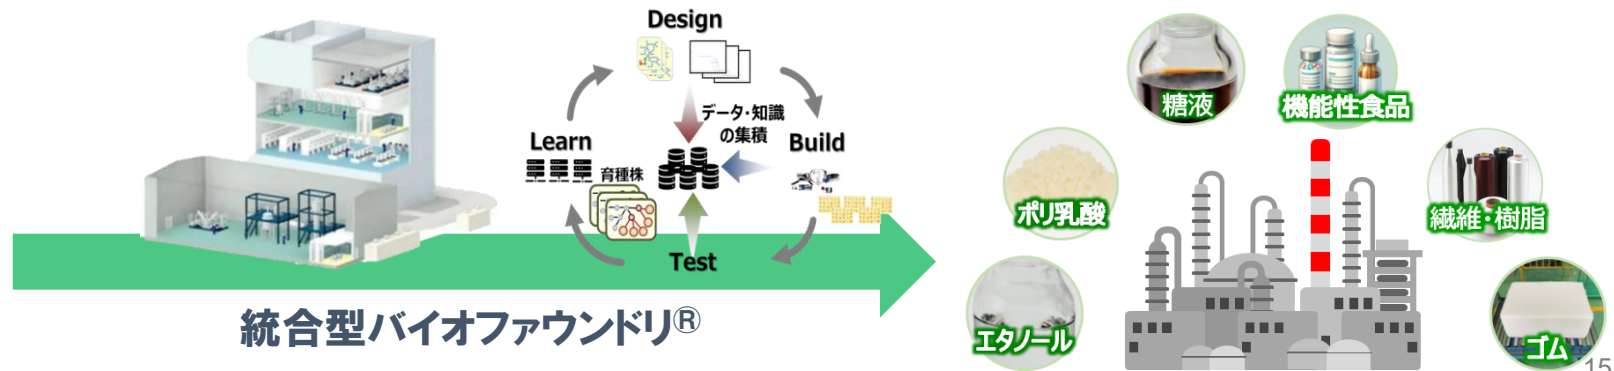 Design
データ・知識
の集積
Learn
Build
育種株
Test
統合型バイオファウンドリ®
糖液
機能性食品
ポリ乳酸
繊維・樹脂
エタノール
ゴム
15